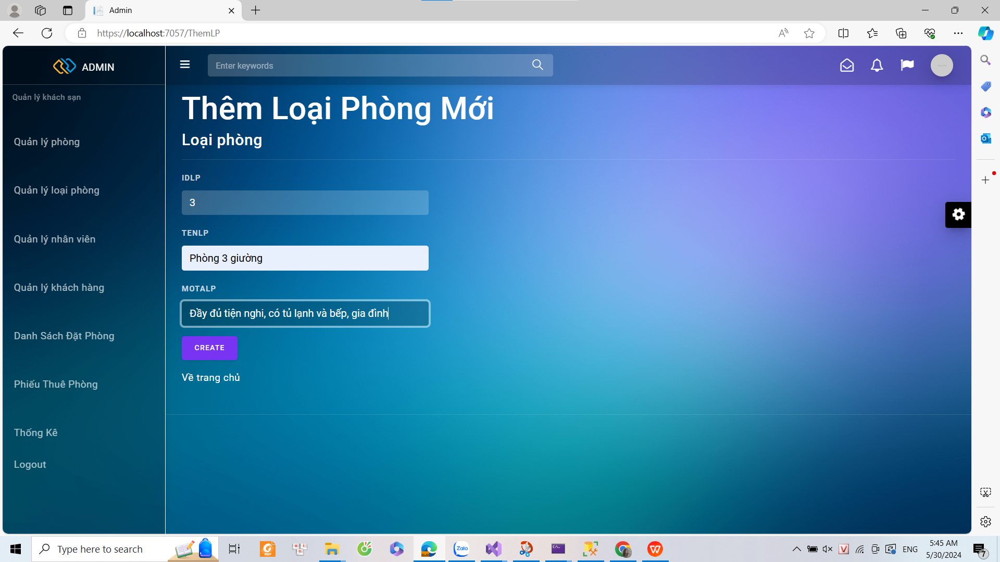 Admin
https://localhost:7057/ThemLP
ADMIN
Enter keywords
Quản lý khách sạn
Quản lý phòng
Quản lý loại phòng
Quản lý nhân viên
Quản lý khách hàng
Danh Sách Đặt Phòng
Phiếu Thuê Phòng
Thống Kê
Logout
Thêm Loại Phòng Mới
Loại phòng
IDLP
3
TENLP
Phòng 3 giường
MOTALP
Đầy đủ tiện nghi, có tủ lạnh và bếp, gia đình
CREATE
Về trang chủ
Type here to search
PDF
Zalo
ENG
5:45 AM
5/30/2024
7